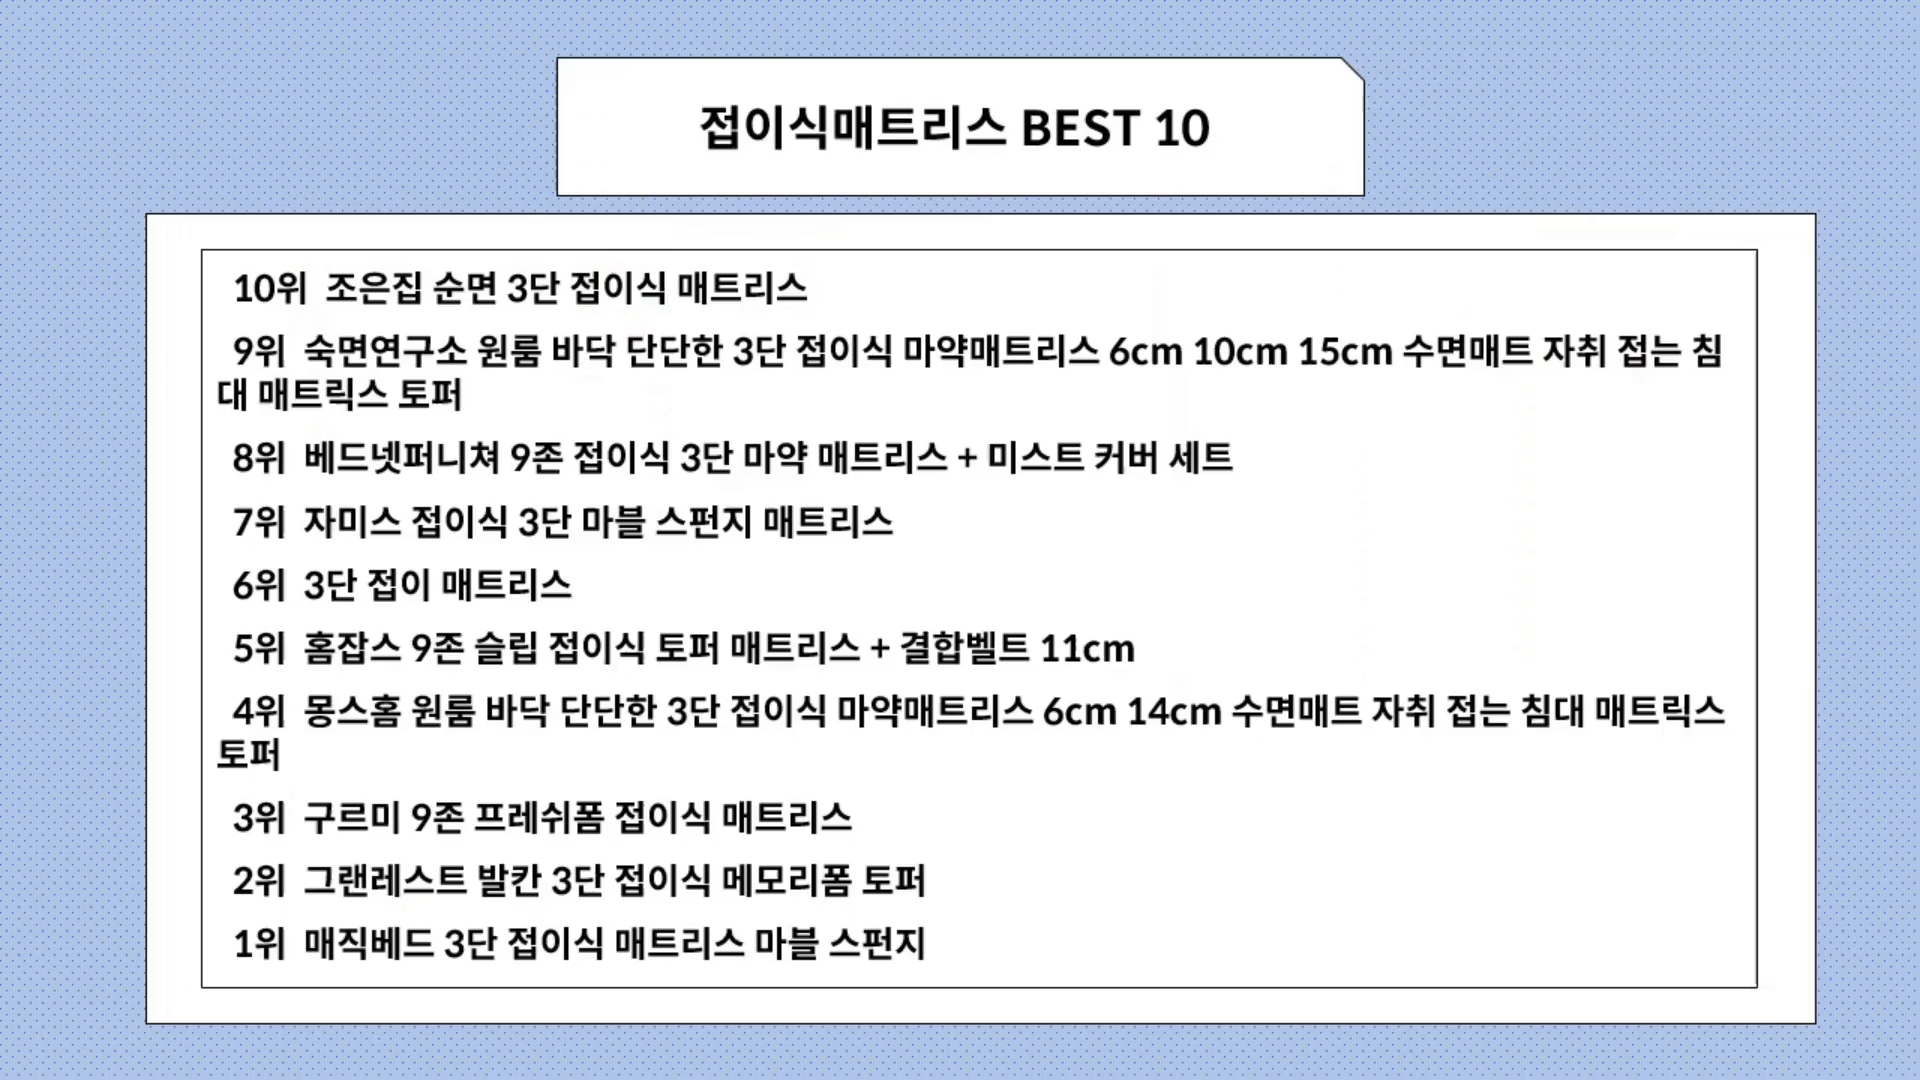 접이식매트리스 BEST 10
10위 조은집 순면 3단 접이식 매트리스
9위 숙면연구소 원룸 바닥 단단한 3단 접이식 마약매트리스 6cm 10cm 15cm 수면매트 자취 접는 침
대 매트릭스 토퍼
8위 베드넷퍼니쳐 9존 접이식 3단 마약 매트리스 + 미스트 커버 세트
7위 자미스 접이식 3단 마블 스펀지 매트리스
6위 3단 접이 매트리스
5위 홈잡스 9존 슬립 접이식 토퍼 매트리스 + 결합벨트 11cm
4위 몽스홈 원룸 바닥 단단한 3단 접이식 마약매트리스 6cm 14cm 수면매트 자취 접는 침대 매트릭스
토퍼
3위 구르미 9존 프레쉬폼 접이식 매트리스
2위 그랜레스트 발칸 3단 접이식 메모리폼 토퍼
1위 매직베드 3단 접이식 매트리스 마블 스펀지